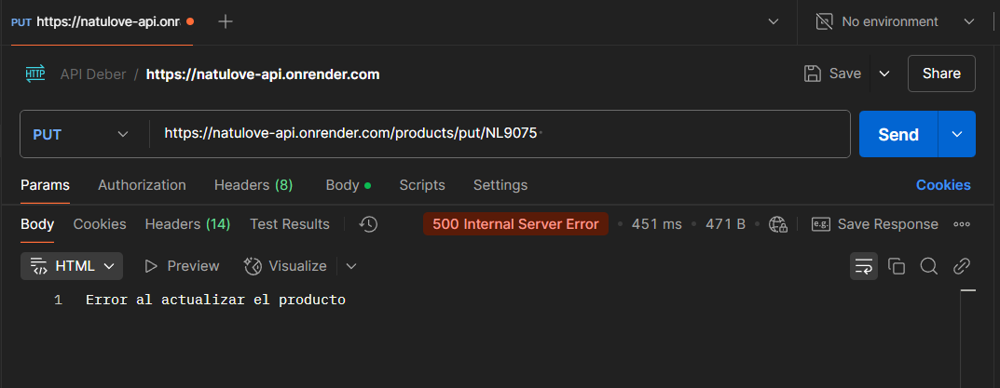 PUT https://natulove-api.onr
No environment
HTTP API Deber / https://natulove-api.onrender.com
Save
Share
PUT
https://natulove-api.onrender.com/products/put/NL9075
Send
Params Authorization Headers (8) Body Scripts Settings Cookies
Body Cookies Headers (14) Test Results 500 Internal Server Error • 451 ms • 471 B • e.g. Save Response
HTML Preview Visualize
1 Error al actualizar el producto